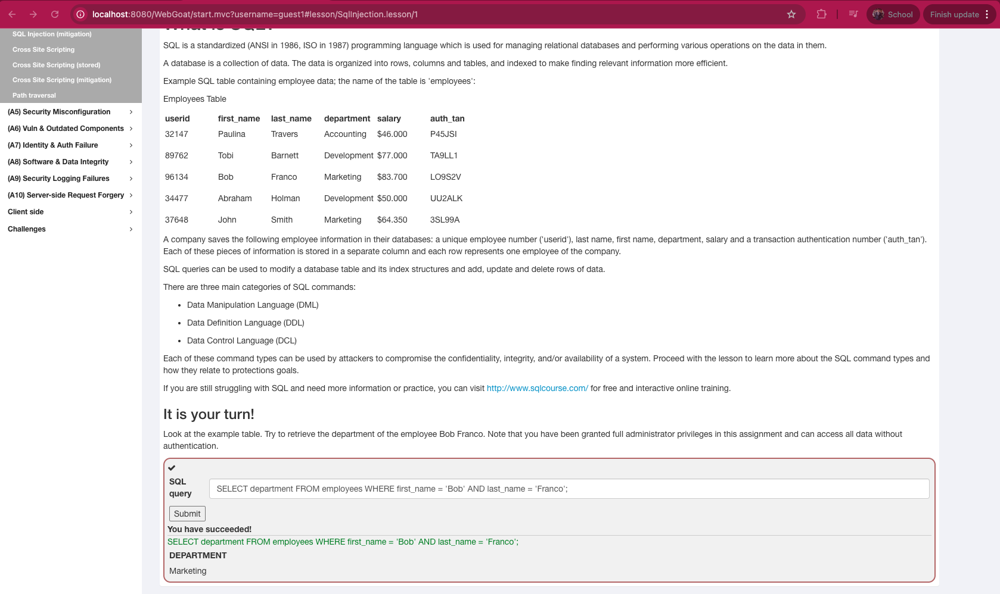 localhost:8080/WebGoat/start.mvc?username=guest1#lesson/SqlInjection.lesson/1
School
Finish update
SQL Injection (mitigation)
Cross Site Scripting
Cross Site Scripting (stored)
Cross Site Scripting (mitigation)
Path traversal
(A5) Security Misconfiguration
(A6) Vuln & Outdated Components
(A7) Identity & Auth Failure
(A8) Software & Data Integrity
(A9) Security Logging Failures
(A10) Server-side Request Forgery
Client side
Challenges
What is SQL?
SQL is a standardized (ANSI in 1986, ISO in 1987) programming language which is used for managing relational databases and performing various operations on the data in them.
A database is a collection of data. The data is organized into rows, columns and tables, and indexed to make finding relevant information more efficient.
Example SQL table containing employee data; the name of the table is 'employees':
Employees Table
userid first_name last_name department salary auth_tan
32147 Paulina Travers Accounting $46.000 P45JSI
89762 Tobi Barnett Development $77.000 TA9LL1
96134 Bob Franco Marketing $83.700 LO9S2V
34477 Abraham Holman Development $50.000 UU2ALK
37648 John Smith Marketing $64.350 3SL99A
A company saves the following employee information in their databases: a unique employee number ('userid'), last name, first name, department, salary and a transaction authentication number ('auth_tan').
Each of these pieces of information is stored in a separate column and each row represents one employee of the company.
SQL queries can be used to modify a database table and its index structures and add, update and delete rows of data.
There are three main categories of SQL commands:
• Data Manipulation Language (DML)
• Data Definition Language (DDL)
• Data Control Language (DCL)
Each of these command types can be used by attackers to compromise the confidentiality, integrity, and/or availability of a system. Proceed with the lesson to learn more about the SQL command types and
how they relate to protections goals.
If you are still struggling with SQL and need more information or practice, you can visit http://www.sqlcourse.com/ for free and interactive online training.
It is your turn!
Look at the example table. Try to retrieve the department of the employee Bob Franco. Note that you have been granted full administrator privileges in this assignment and can access all data without
authentication.
SQL
query
SELECT department FROM employees WHERE first_name = 'Bob' AND last_name = 'Franco';
Submit
You have succeeded!
SELECT department FROM employees WHERE first_name = 'Bob' AND last_name = 'Franco';
DEPARTMENT
Marketing